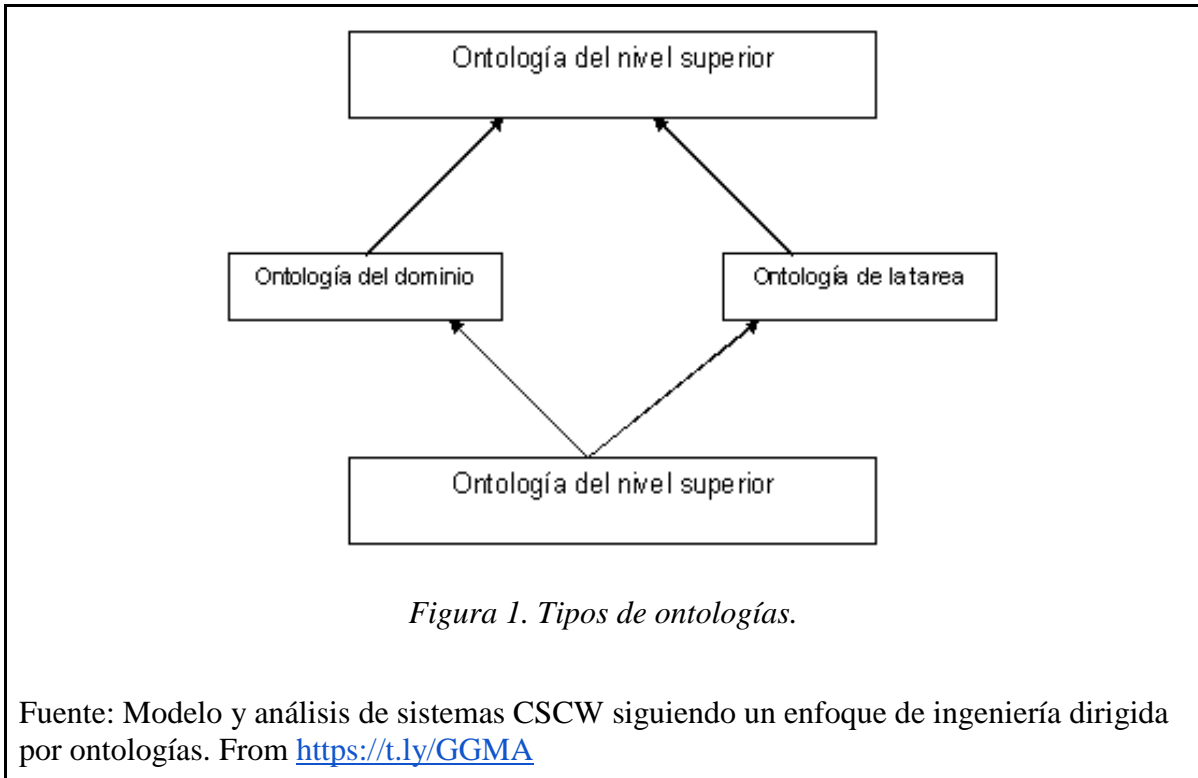 Ontología del nivel superior
Ontología del dominio
Ontología de la tarea
Ontología del nivel superior
Figura 1. Tipos de ontologías.
Fuente: Modelo y análisis de sistemas CSCW siguiendo un enfoque de ingeniería dirigida
por ontologías. From https://t.ly/GGMA